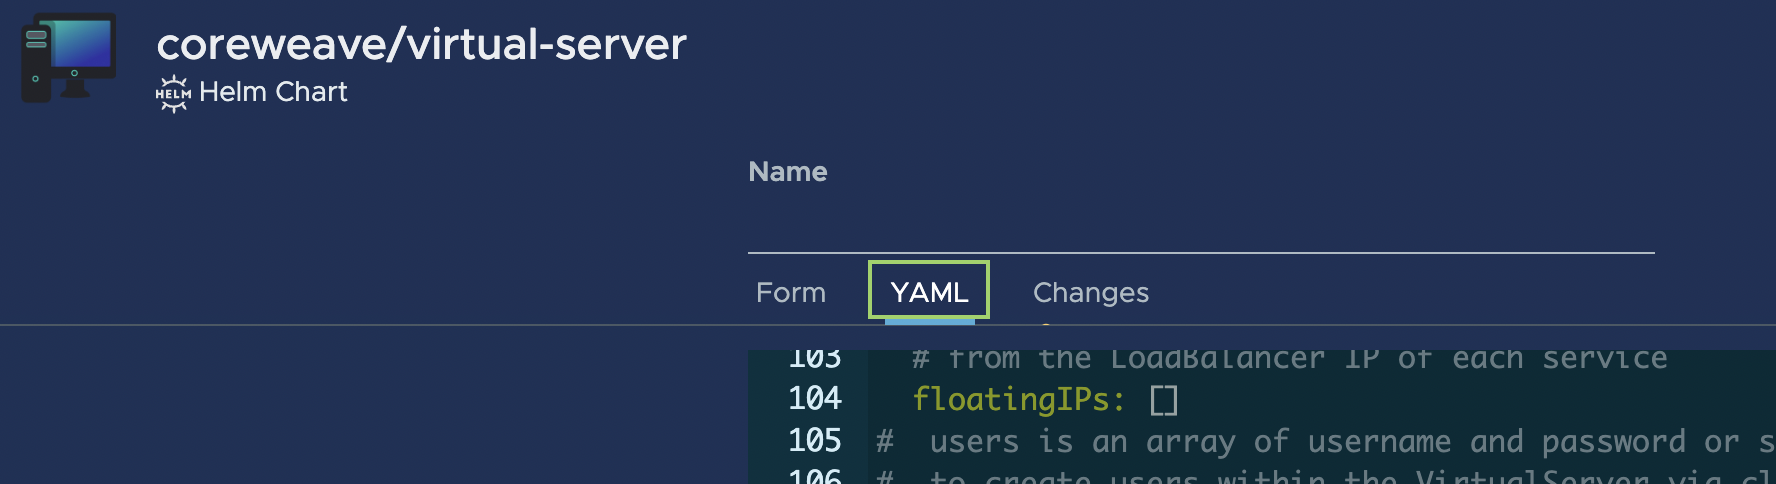 coreweave/virtual-server
HELM Helm Chart
Name
Form YAML Changes
103 # from the LoadBalancer IP of each service
104 floatingIPs: []
105 # users is an array of username and password or s
106 # to create users within the VirtualServer via cl